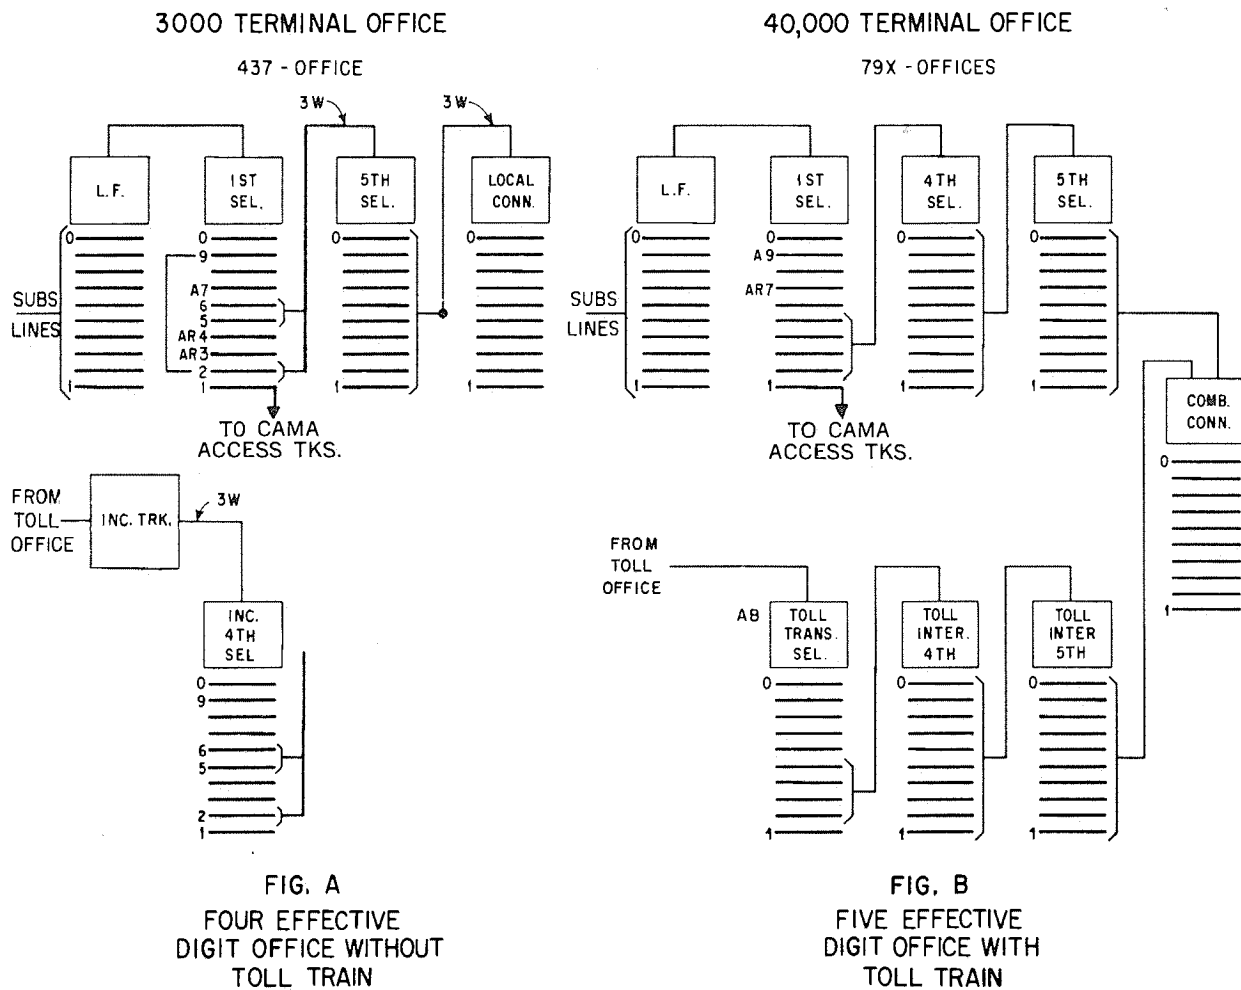 3000 TERMINAL OFFICE
437 - OFFICE
3W
3W
L.F.
1ST
SEL.
5TH
SEL.
LOCAL
CONN.
0
0
9
A7
6
5
AR4
AR3
2
1
1
0
1
0
1
SUBS
LINES
TO CAMA
ACCESS TKS.
FROM
TOLL
OFFICE
INC. TRK.
3W
INC.
4TH
SEL
0
9
6
5
2
1
FIG. A
FOUR EFFECTIVE
DIGIT OFFICE WITHOUT
TOLL TRAIN
40,000 TERMINAL OFFICE
79X - OFFICES
L.F.
1ST
SEL.
4TH
SEL.
5TH
SEL.
0
1
0
A9
AR7
1
0
1
0
1
SUBS
LINES
TO CAMA
ACCESS TKS.
COMB.
CONN.
0
1
FROM
TOLL
OFFICE
A8
TOLL
TRANS.
SEL.
TOLL
INTER.
4TH
TOLL
INTER
5TH
0
1
0
1
0
1
FIG. B
FIVE EFFECTIVE
DIGIT OFFICE WITH
TOLL TRAIN